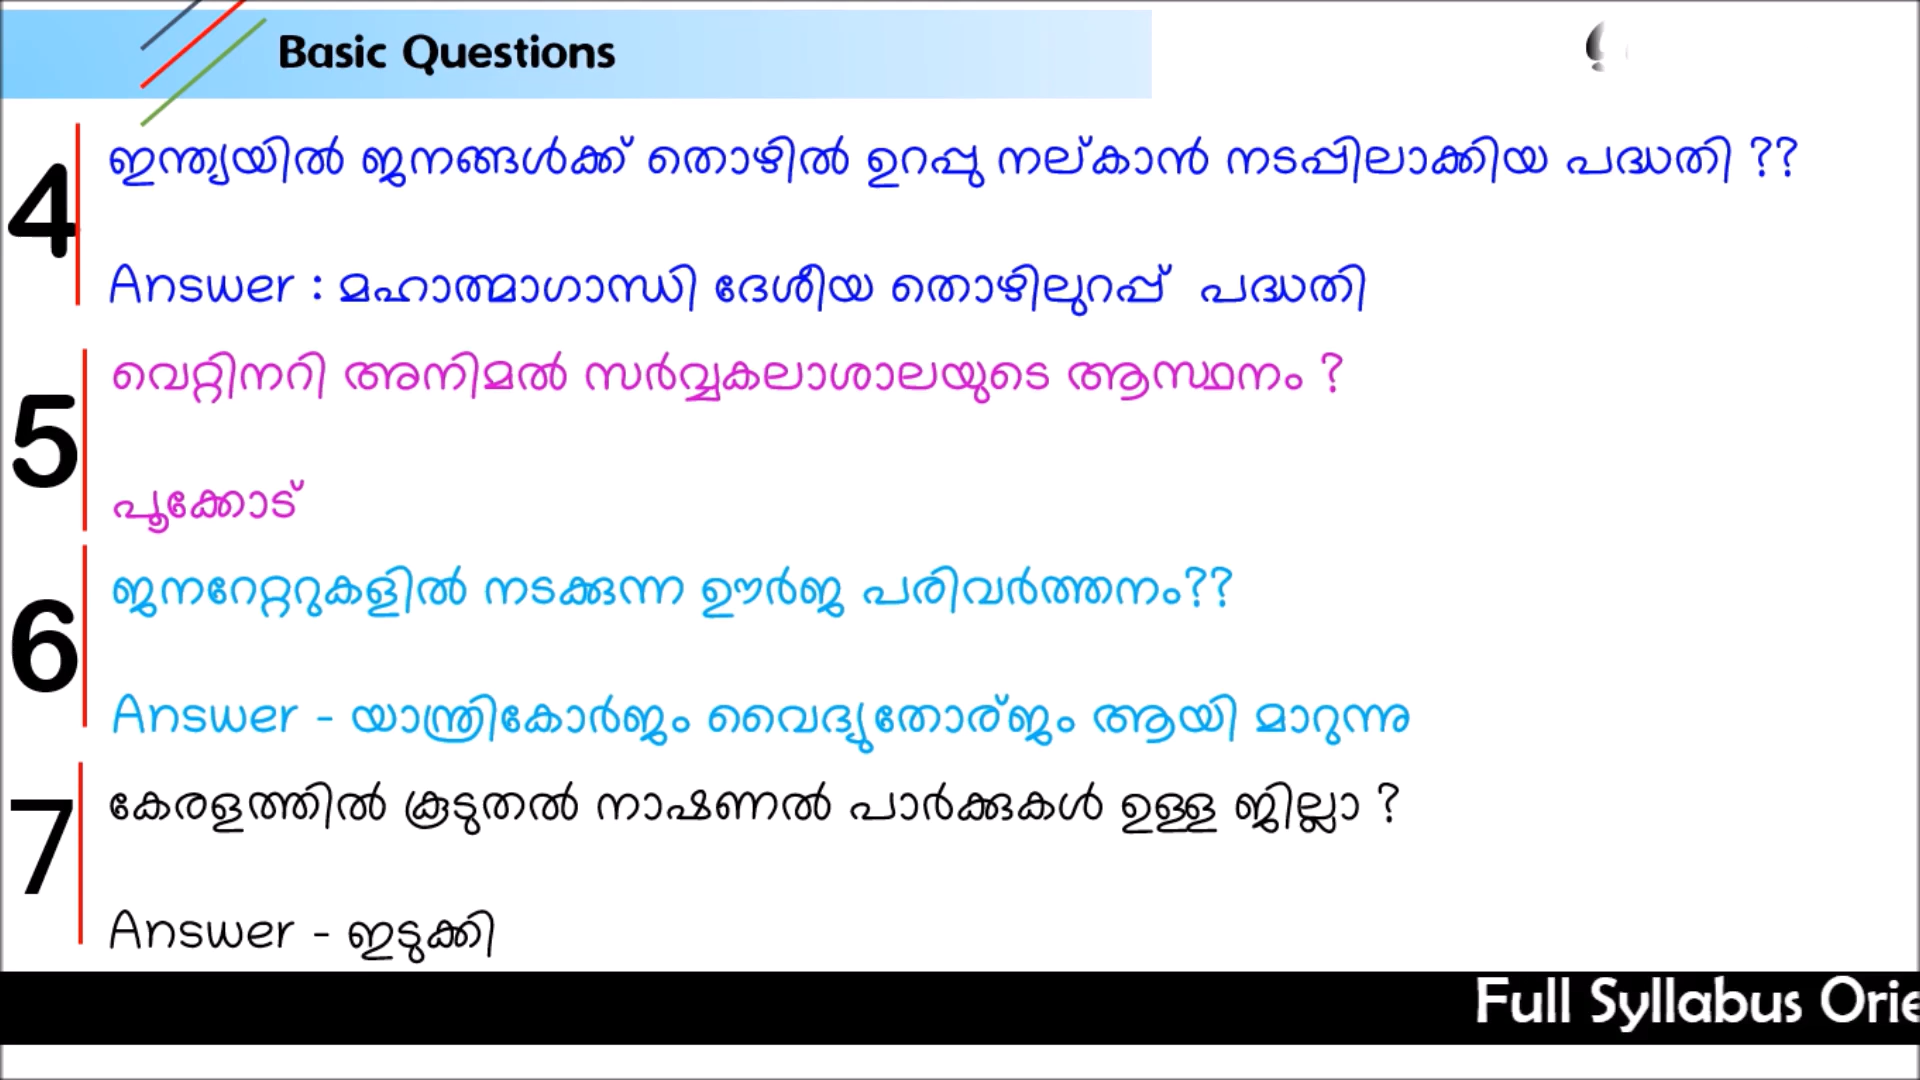 Basic Questions
4
ഇന്ത്യയിൽ ജനങ്ങൾക്ക് തൊഴിൽ ഉറപ്പു നല്കാൻ നടപ്പിലാക്കിയ പദ്ധതി ??
Answer : മഹാത്മാഗാന്ധി ദേശീയ തൊഴിലുറപ്പ് പദ്ധതി
5
വെറ്റിനറി അനിമൽ സർവ്വകലാശാലയുടെ ആസ്ഥനം ?
പൂക്കോട്
6
ജനറേറ്ററുകളിൽ നടക്കുന്ന ഊർജ പരിവർത്തനം??
Answer - യാന്ത്രികോർജം വൈദ്യുതോര്ജം ആയി മാറുന്നു
7
കേരളത്തിൽ കൂടുതൽ നാഷണൽ പാർക്കുകൾ ഉള്ള ജില്ലാ ?
Answer - ഇടുക്കി
Full Syllabus Orie